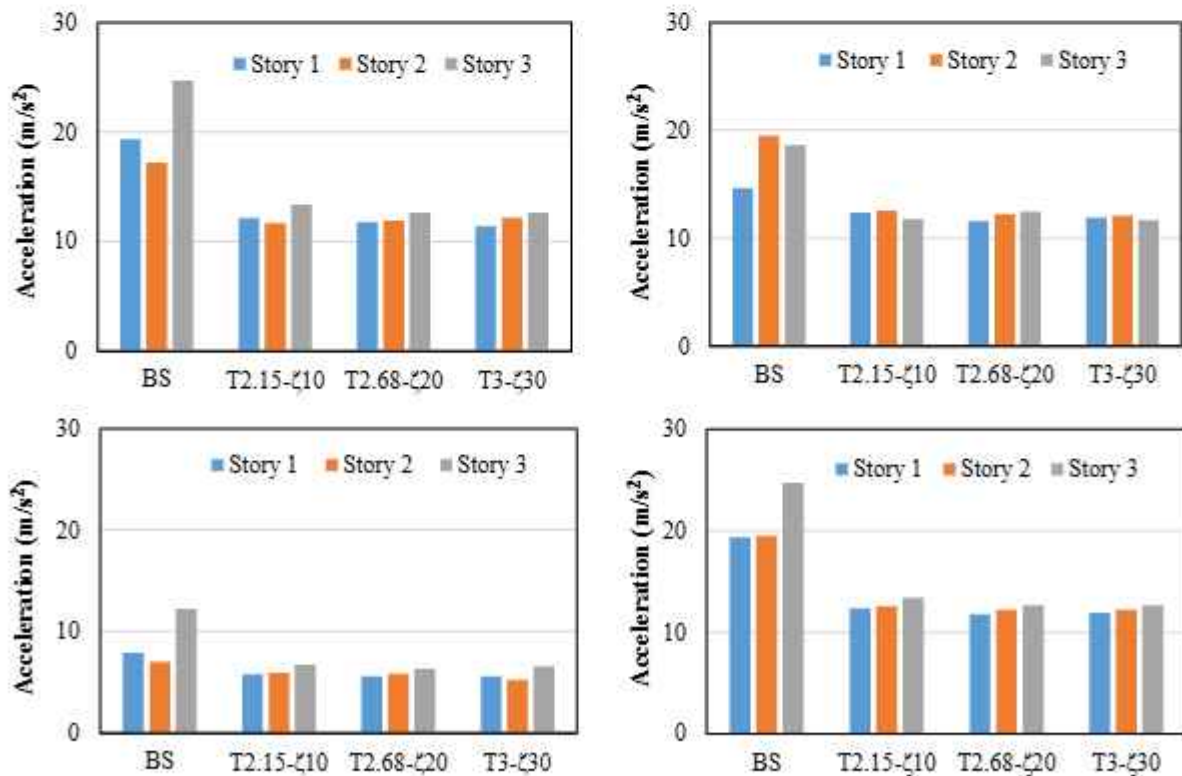 30
Story 1 Story 2 Story 3
20
10
0
Acceleration (m/s²)
BS T2.15-ζ10 T2.68-ζ20 T3-ζ30
30
Story 1 Story 2 Story 3
20
10
0
Acceleration (m/s²)
BS T2.15-ζ10 T2.68-ζ20 T3-ζ30
30
Story 1 Story 2 Story 3
20
10
0
Acceleration (m/s²)
BS T2.15-ζ10 T2.68-ζ20 T3-ζ30
30
Story 1 Story 2 Story 3
20
10
0
Acceleration (m/s²)
BS T2.15-ζ10 T2.68-ζ20 T3-ζ30